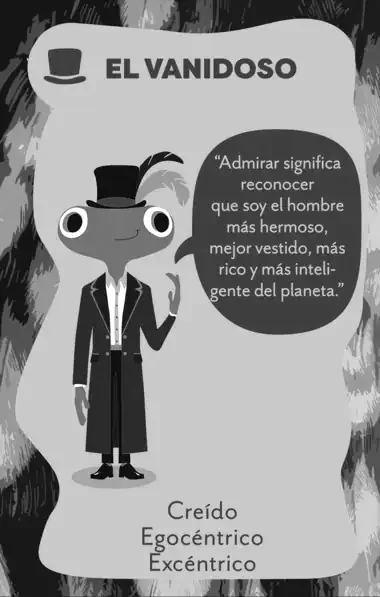 EL VANIDOSO
“Admirar significa
reconocer
que soy el hombre
más hermoso,
mejor vestido, más
rico y más inteli-
gente del planeta.”
Creído
Egocéntrico
Excéntrico